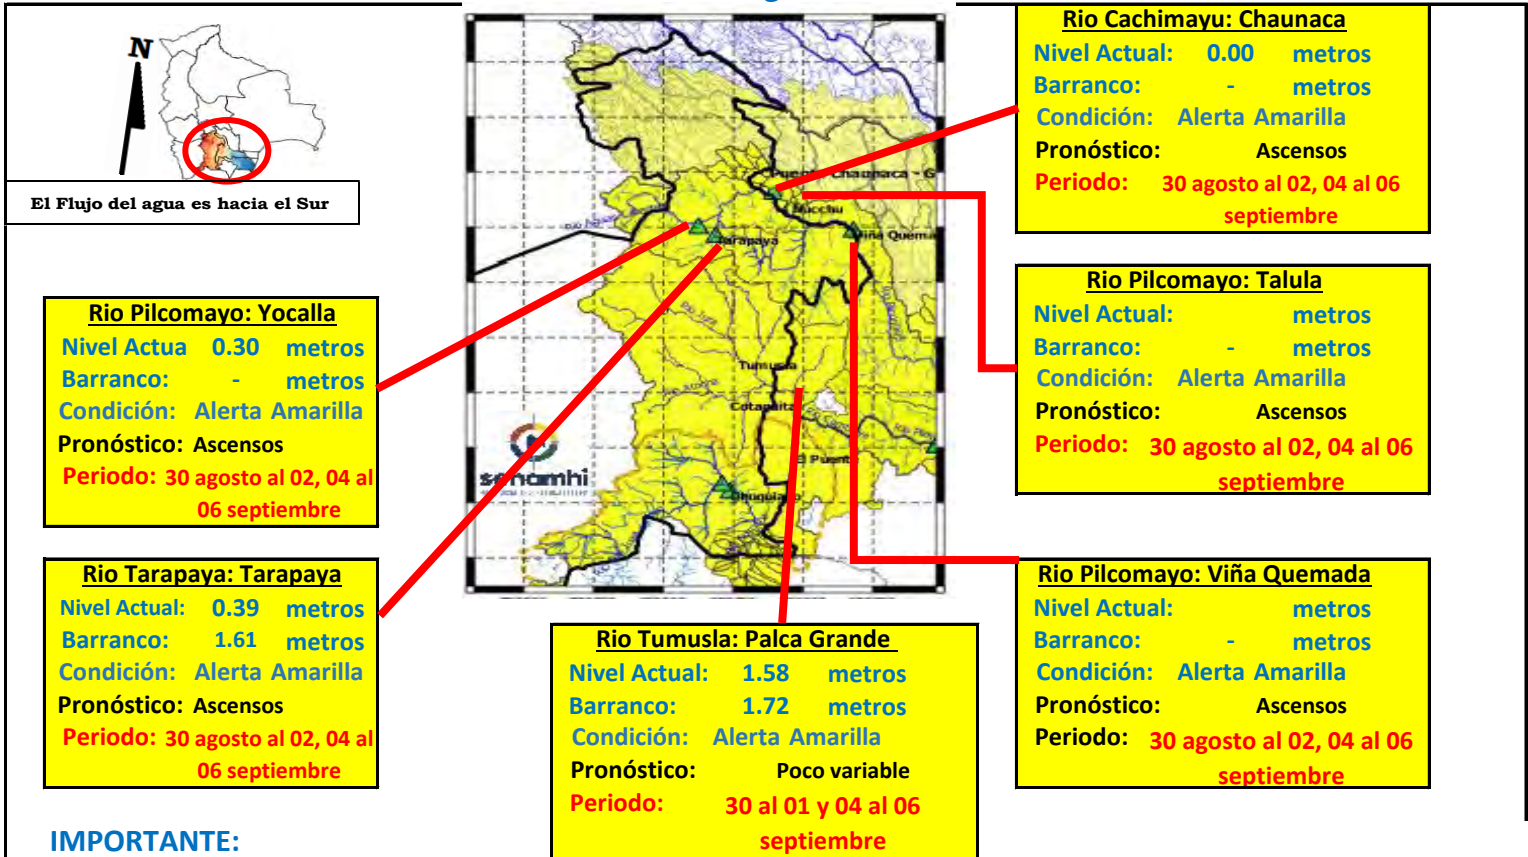 N
El Flujo del agua es hacia el Sur
Rio Cachimayu: Chaunaca
Nivel Actual: 0.00 metros
Barranco: - metros
Condición: Alerta Amarilla
Pronóstico: Ascensos
Periodo: 30 agosto al 02, 04 al 06
septiembre
Rio Pilcomayo: Talula
Nivel Actual: metros
Barranco: - metros
Condición: Alerta Amarilla
Pronóstico: Ascensos
Periodo: 30 agosto al 02, 04 al 06
septiembre
Rio Pilcomayo: Yocalla
Nivel Actua 0.30 metros
Barranco: - metros
Condición: Alerta Amarilla
Pronóstico: Ascensos
Periodo: 30 agosto al 02, 04 al
06 septiembre
Puente Chaunaca - G
Ñucchu
Viña Quema
Tarapaya
Tumusla
Cotagaita
El Puente
Chuquiago
senamhi
Rio Tarapaya: Tarapaya
Nivel Actual: 0.39 metros
Barranco: 1.61 metros
Condición: Alerta Amarilla
Pronóstico: Ascensos
Periodo: 30 agosto al 02, 04 al
06 septiembre
Rio Tumusla: Palca Grande
Nivel Actual: 1.58 metros
Barranco: 1.72 metros
Condición: Alerta Amarilla
Pronóstico: Poco variable
Periodo: 30 al 01 y 04 al 06
septiembre
Rio Pilcomayo: Viña Quemada
Nivel Actual: metros
Barranco: - metros
Condición: Alerta Amarilla
Pronóstico: Ascensos
Periodo: 30 agosto al 02, 04 al 06
septiembre
IMPORTANTE: